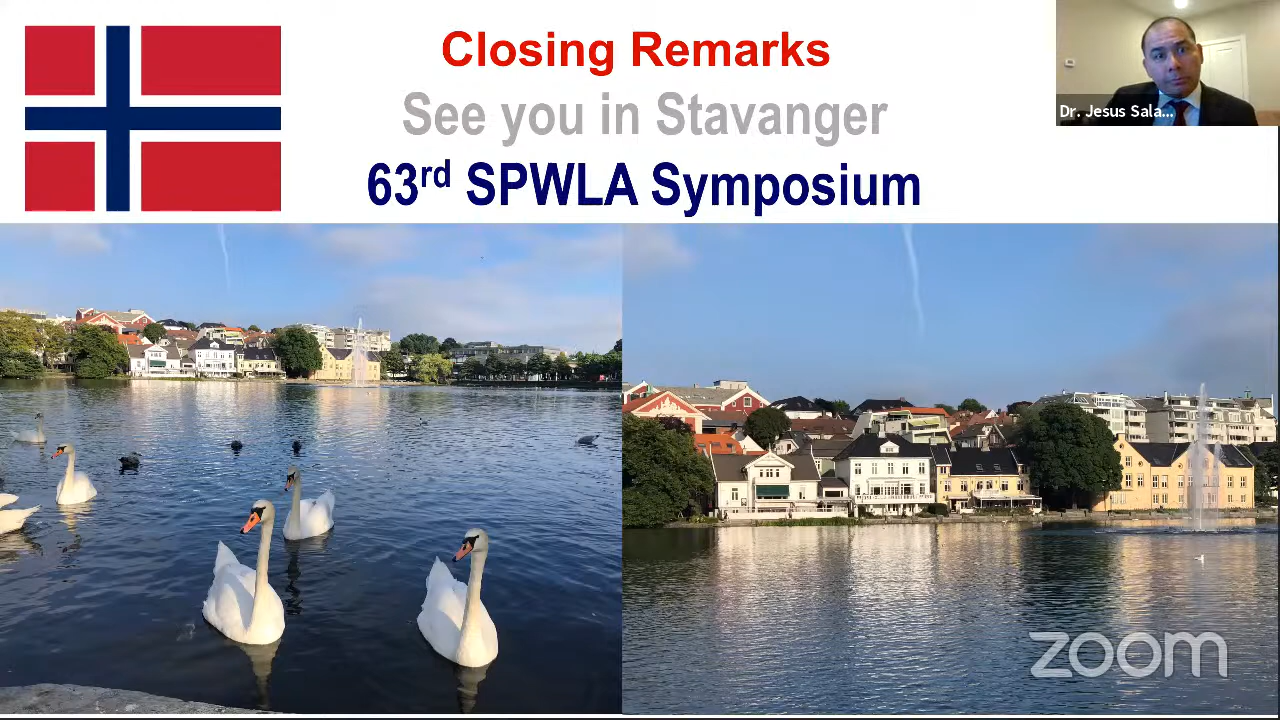 Closing Remarks
See you in Stavanger
63rd SPWLA Symposium
Dr. Jesus Sala...
zoom